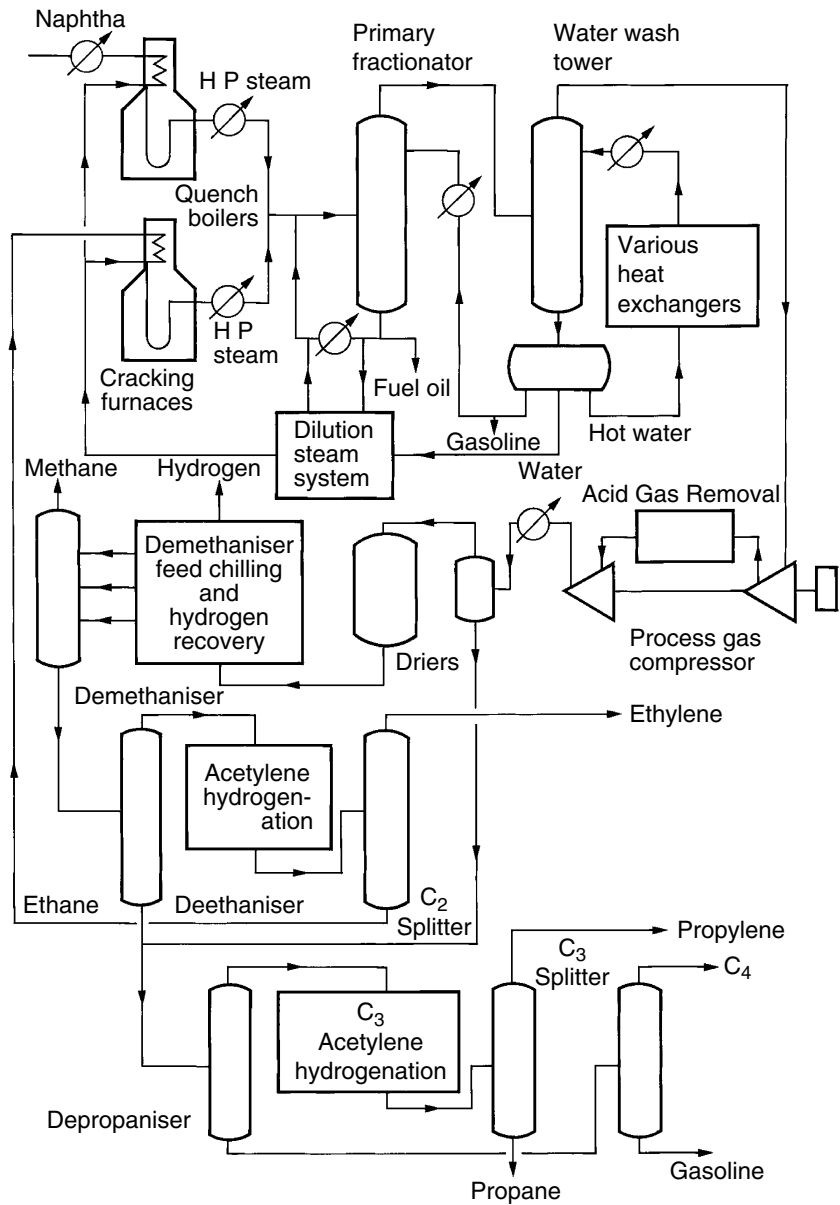 Naphtha
H P steam
Primary
fractionator
Water wash
tower
Quench
boilers
Various
heat
exchangers
H P
steam
Cracking
furnaces
Fuel oil
Dilution
steam
system
Gasoline
Hot water
Water
Methane
Hydrogen
Acid Gas Removal
Demethaniser
feed chilling
and
hydrogen
recovery
Driers
Process gas
compressor
Demethaniser
Ethylene
Acetylene
hydrogen-
ation
Ethane
Deethaniser
C2
Splitter
Propylene
C3
Splitter
C4
C3
Acetylene
hydrogenation
Depropaniser
Gasoline
Propane